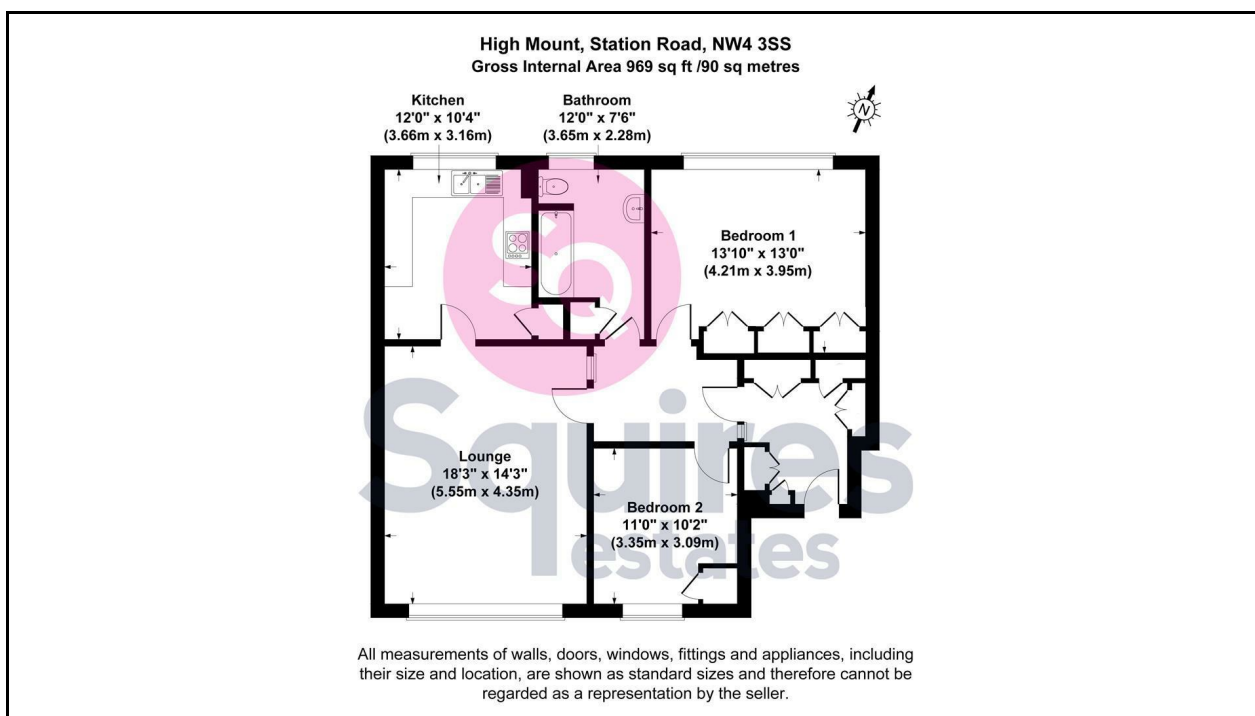 High Mount, Station Road, NW4 3SS
Gross Internal Area 969 sq ft /90 sq metres
Kitchen
12'0" x 10'4"
(3.66m x 3.16m)
Bathroom
12'0" x 7'6"
(3.65m x 2.28m)
N
Bedroom 1
13'10" x 13'0"
(4.21m x 3.95m)
SQ
Squires
estates
Lounge
18'3" x 14'3"
(5.55m x 4.35m)
Bedroom 2
11'0" x 10'2"
(3.35m x 3.09m)
All measurements of walls, doors, windows, fittings and appliances, including
their size and location, are shown as standard sizes and therefore cannot be
regarded as a representation by the seller.